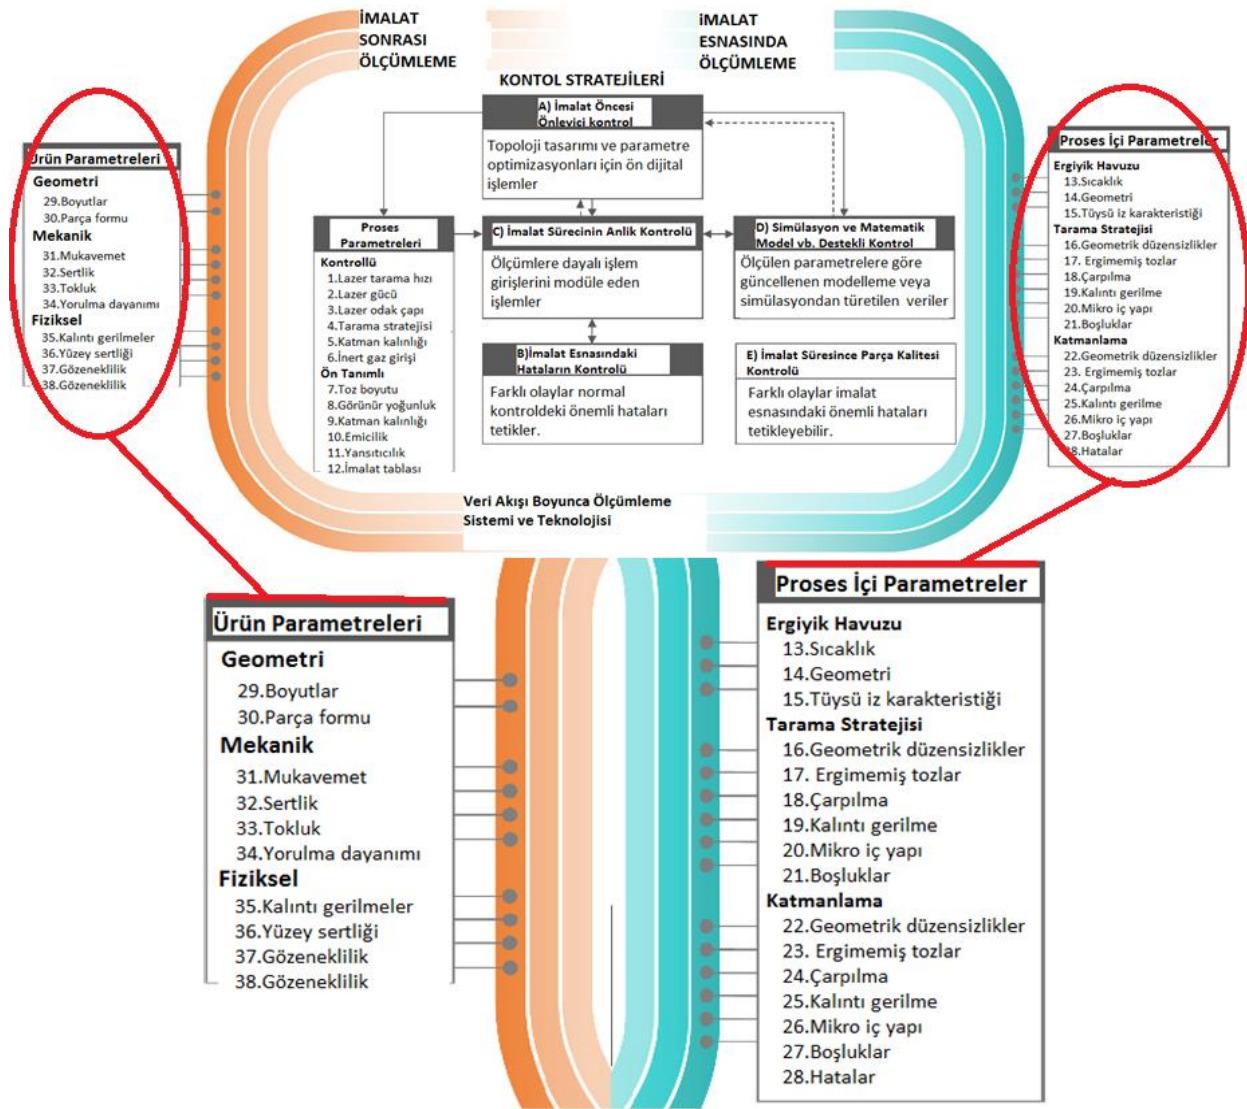 İMALAT
SONRASI
ÖLÇÜMLEME
İMALAT
ESNASINDA
ÖLÇÜMLEME
KONTOL STRATEJİLERİ
A) İmalat Öncesi
Önleyici kontrol
Topoloji tasarımı ve parametre
optimizasyonları için ön dijital
işlemler
Ürün Parametreleri
Geometri
29.Boyutlar
30.Parça formu
Mekanik
31.Mukavemet
32.Sertlik
33.Tokluk
34.Yorulma dayanımı
Fiziksel
35.Kalıntı gerilmeler
36.Yüzey sertliği
37.Gözeneklilik
38.Gözeneklilik
Proses
Parametreleri
Kontrollü
1.Lazer tarama hızı
2.Lazer gücü
3.Lazer odak çapı
4.Tarama stratejisi
5.Katman kalınlığı
6.İnert gaz girişi
Ön Tanımlı
7.Toz boyutu
8.Görünür yoğunluk
9.Katman kalınlığı
10.Emicilik
11.Yansıtıcılık
12.İmalat tablası
C) İmalat Sürecinin Anlik Kontrolü
Ölçümlere dayalı işlem
girişlerini modüle eden
işlemler
B)İmalat Esnasındaki
Hataların Kontrolü
Farklı olaylar normal
kontroldeki önemli hataları
tetikler.
D) Simülasyon ve Matematik
Model vb. Destekli Kontrol
Ölçülen parametrelere göre
güncellenen modelleme veya
simülasyondan türetilen veriler
E) İmalat Süresince Parça Kalitesi
Kontrolü
Farklı olaylar imalat
esnasındaki önemli hataları
tetikleyebilir.
Proses İçi Parametreler
Ergiyik Havuzu
13.Sıcaklık
14.Geometri
15.Tüysü iz karakteristiği
Tarama Stratejisi
16.Geometrik düzensizlikler
17. Ergimemiş tozlar
18.Çarpılma
19.Kalıntı gerilme
20.Mikro iç yapı
21.Boşluklar
Katmanlama
22.Geometrik düzensizlikler
23. Ergimemiş tozlar
24.Çarpılma
25.Kalıntı gerilme
26.Mikro iç yapı
27.Boşluklar
28.Hatalar
Veri Akışı Boyunca Ölçümleme
Sistemi ve Teknolojisi
Ürün Parametreleri
Geometri
29.Boyutlar
30.Parça formu
Mekanik
31.Mukavemet
32.Sertlik
33.Tokluk
34.Yorulma dayanımı
Fiziksel
35.Kalıntı gerilmeler
36.Yüzey sertliği
37.Gözeneklilik
38.Gözeneklilik
Proses İçi Parametreler
Ergiyik Havuzu
13.Sıcaklık
14.Geometri
15.Tüysü iz karakteristiği
Tarama Stratejisi
16.Geometrik düzensizlikler
17. Ergimemiş tozlar
18.Çarpılma
19.Kalıntı gerilme
20.Mikro iç yapı
21.Boşluklar
Katmanlama
22.Geometrik düzensizlikler
23. Ergimemiş tozlar
24.Çarpılma
25.Kalıntı gerilme
26.Mikro iç yapı
27.Boşluklar
28.Hatalar